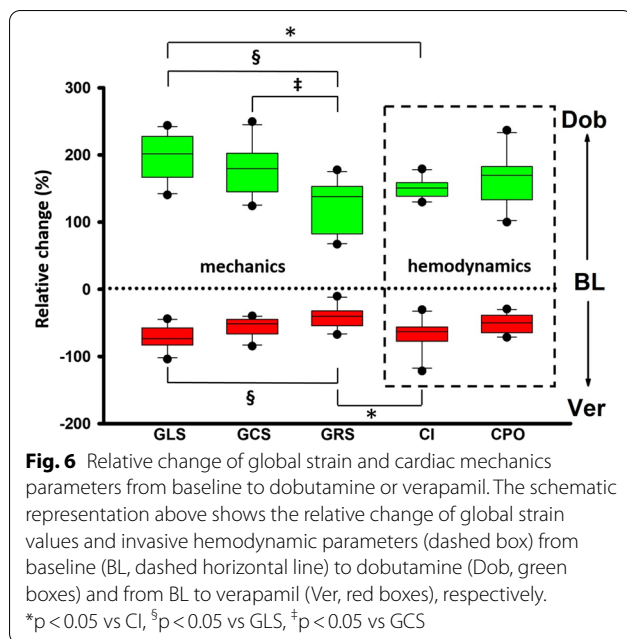 *
§
‡
300
Dob
200
Relative change (%)
100
mechanics
hemodynamics
0
BL
-100
§
*
-200
Ver
GLS GCS GRS CI CPO
Fig. 6 Relative change of global strain and cardiac mechanics
parameters from baseline to dobutamine or verapamil. The schematic
representation above shows the relative change of global strain
values and invasive hemodynamic parameters (dashed box) from
baseline (BL, dashed horizontal line) to dobutamine (Dob, green
boxes) and from BL to verapamil (Ver, red boxes), respectively.
*p < 0.05 vs CI, §p < 0.05 vs GLS, ‡p < 0.05 vs GCS